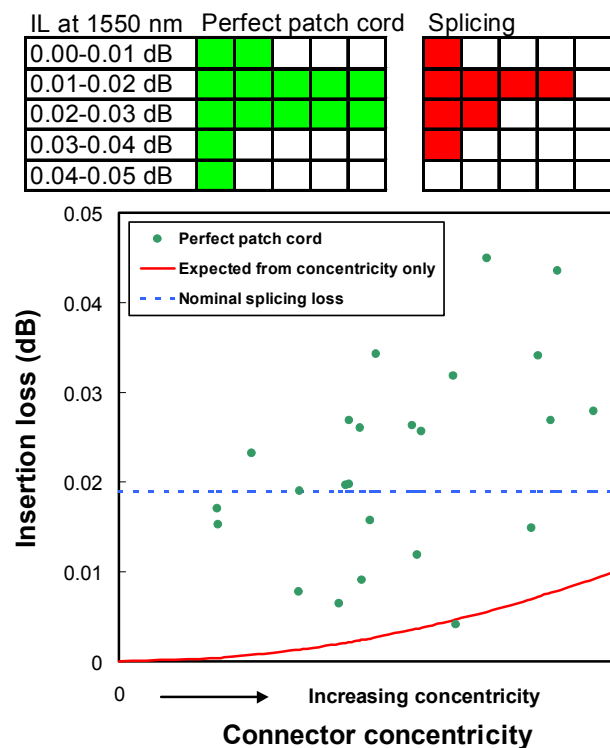 IL at 1550 nm Perfect patch cord Splicing
0.00-0.01 dB
0.01-0.02 dB
0.02-0.03 dB
0.03-0.04 dB
0.04-0.05 dB
0.05
Perfect patch cord
Expected from concentricity only
Nominal splicing loss
0.04
0.03
0.02
0.01
0
Insertion loss (dB)
0 Increasing concentricity
Connector concentricity